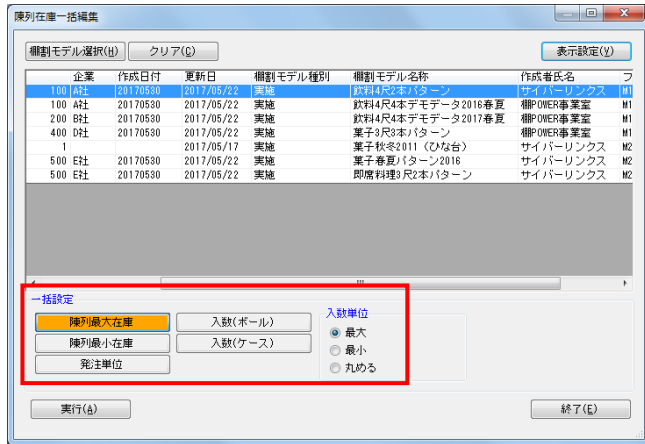 陳列在庫一括編集
棚割モデル選択(H) クリア(C) 表示設定(V)
企業 作成日付 更新日 棚割モデル種別 棚割モデル名称 作成者氏名 フ
100 A社 20170530 2017/05/22 実施 飲料4尺2本パターン サイバーリンクス M1
100 A社 20170530 2017/05/22 実施 飲料4尺4本デモデータ2016春夏 棚POWER事業室 M1
200 B社 20170530 2017/05/22 実施 飲料4尺4本デモデータ2017春夏 棚POWER事業室 M1
400 D社 20170530 2017/05/22 実施 菓子3尺3本パターン 棚POWER事業室 M1
1 2017/05/17 実施 菓子秋冬2011（ひな台） サイバーリンクス M2
500 E社 20170530 2017/05/22 実施 菓子春夏パターン2016 サイバーリンクス M2
500 E社 20170530 2017/05/22 実施 即席料理3尺2本パターン サイバーリンクス M2
一括設定
陳列最大在庫 入数(ボール) 入数単位
最大
陳列最小在庫 入数(ケース)
最小
発注単位 丸める
実行(A) 終了(E)